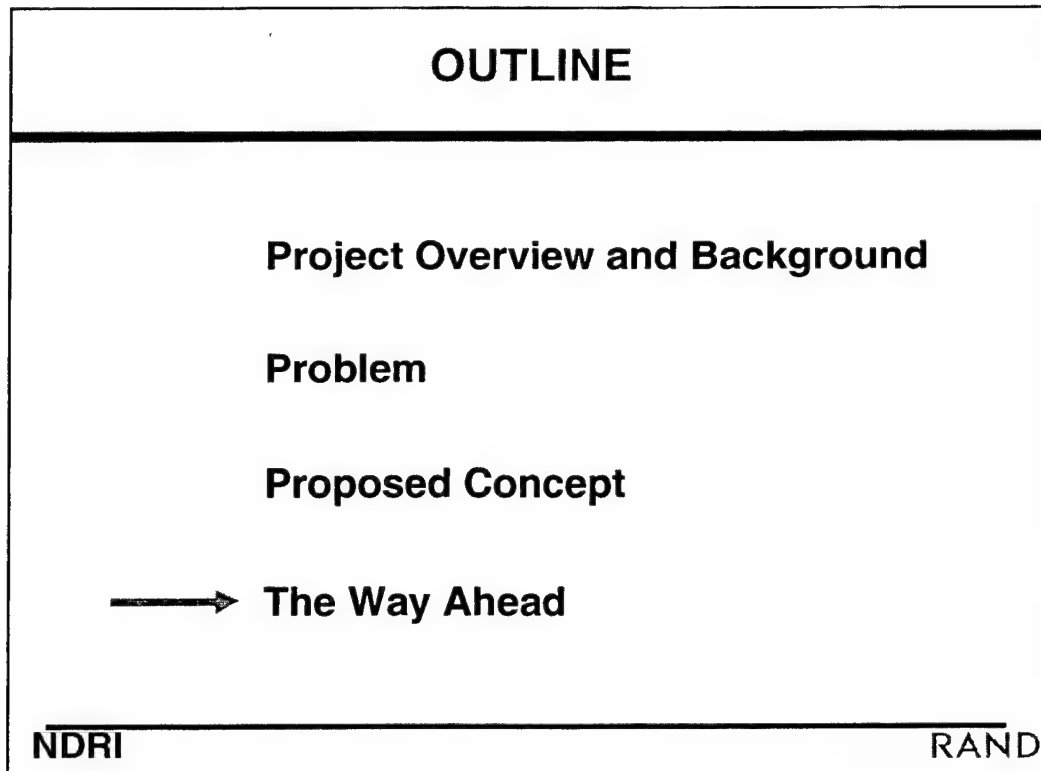 OUTLINE
Project Overview and Background
Problem
Proposed Concept
The Way Ahead
NDRI RAND